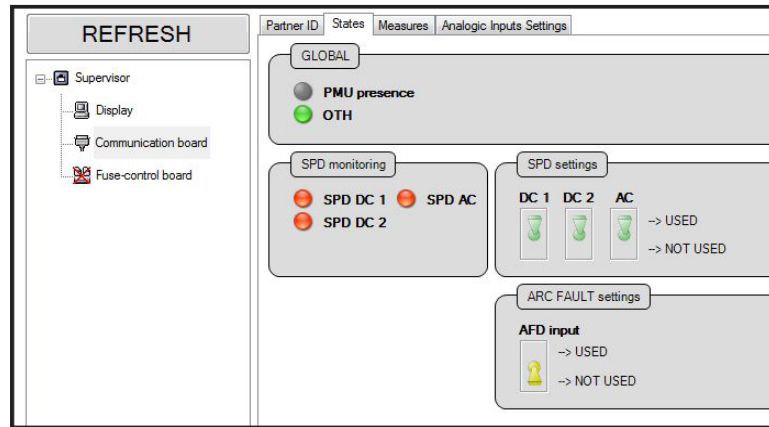 REFRESH
Supervisor
Display
Communication board
Fuse-control board
Partner ID States Measures Analogic Inputs Settings
GLOBAL
PMU presence
OTH
SPD monitoring
SPD DC 1 SPD AC
SPD DC 2
SPD settings
DC 1 DC 2 AC
--> USED
--> NOT USED
ARC FAULT settings
AFD input
--> USED
--> NOT USED